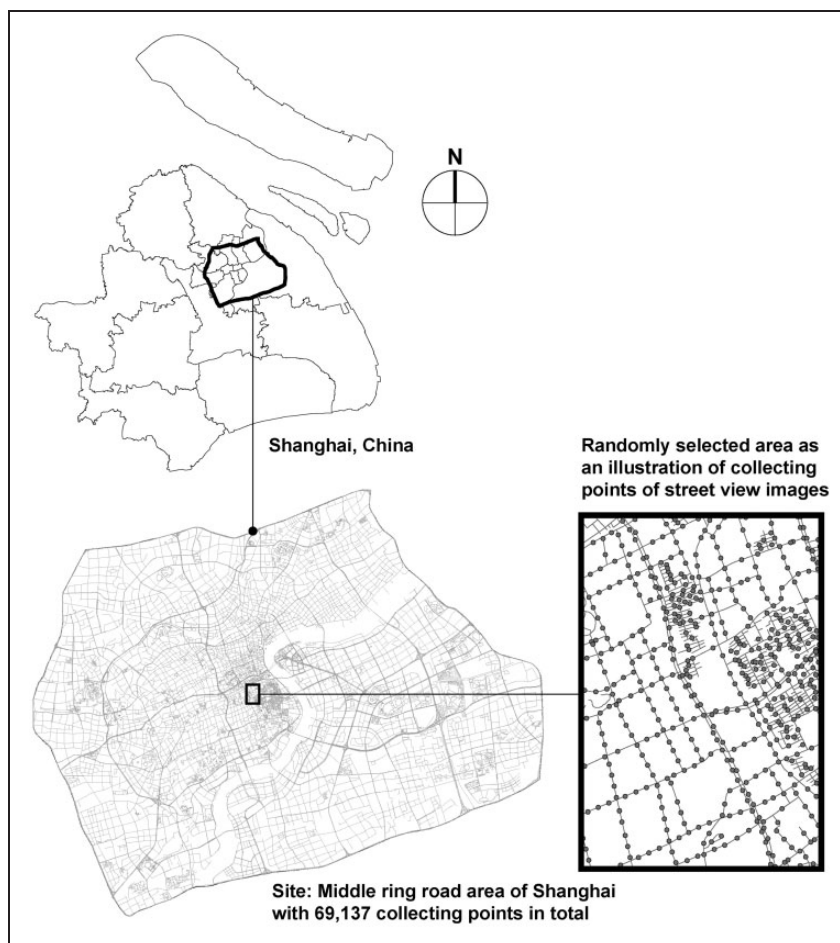 N
Shanghai, China
Randomly selected area as
an illustration of collecting
points of street view images
Site: Middle ring road area of Shanghai
with 69,137 collecting points in total